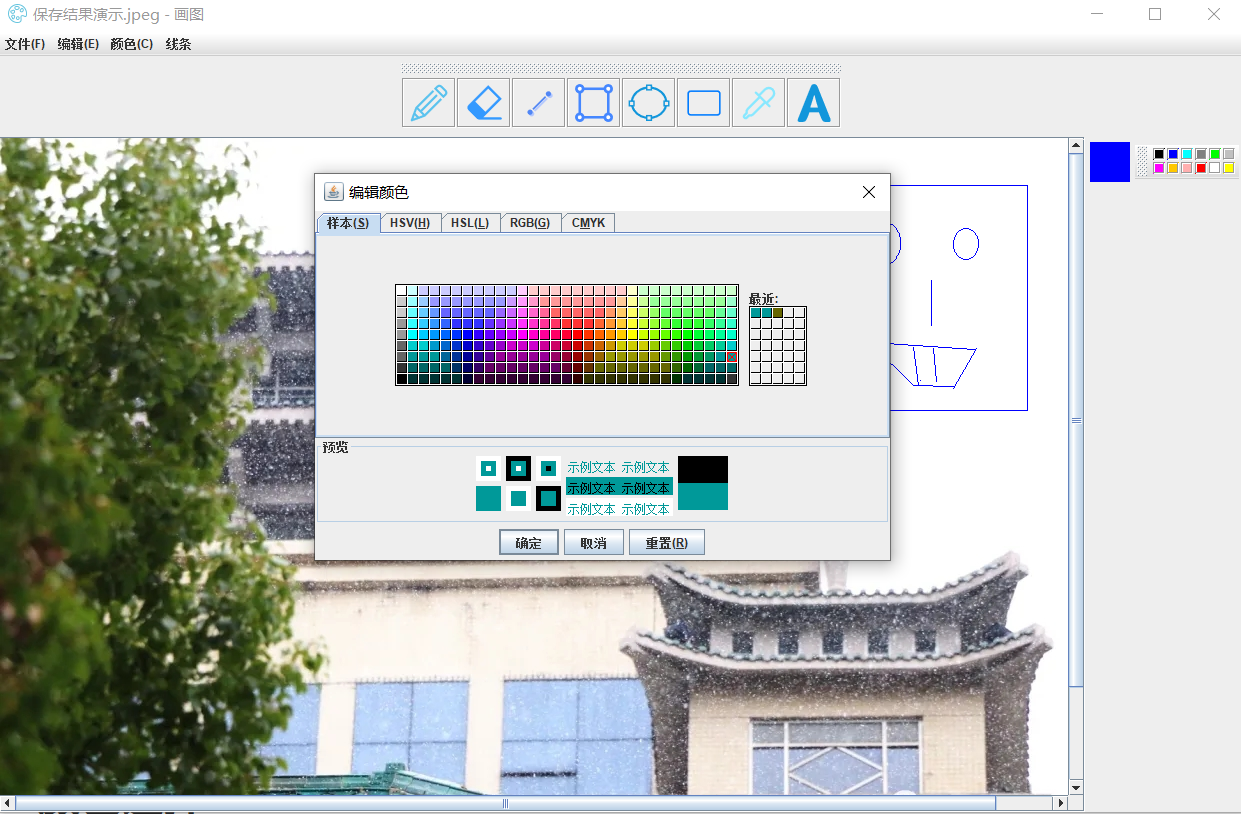 保存结果演示.jpeg - 画图
文件(F) 编辑(E) 颜色(C) 线条
A
编辑颜色
样本(S) HSV(H) HSL(L) RGB(G) CMYK
最近:
预览
示例文本 示例文本
示例文本 示例文本
示例文本 示例文本
确定 取消 重置(R)